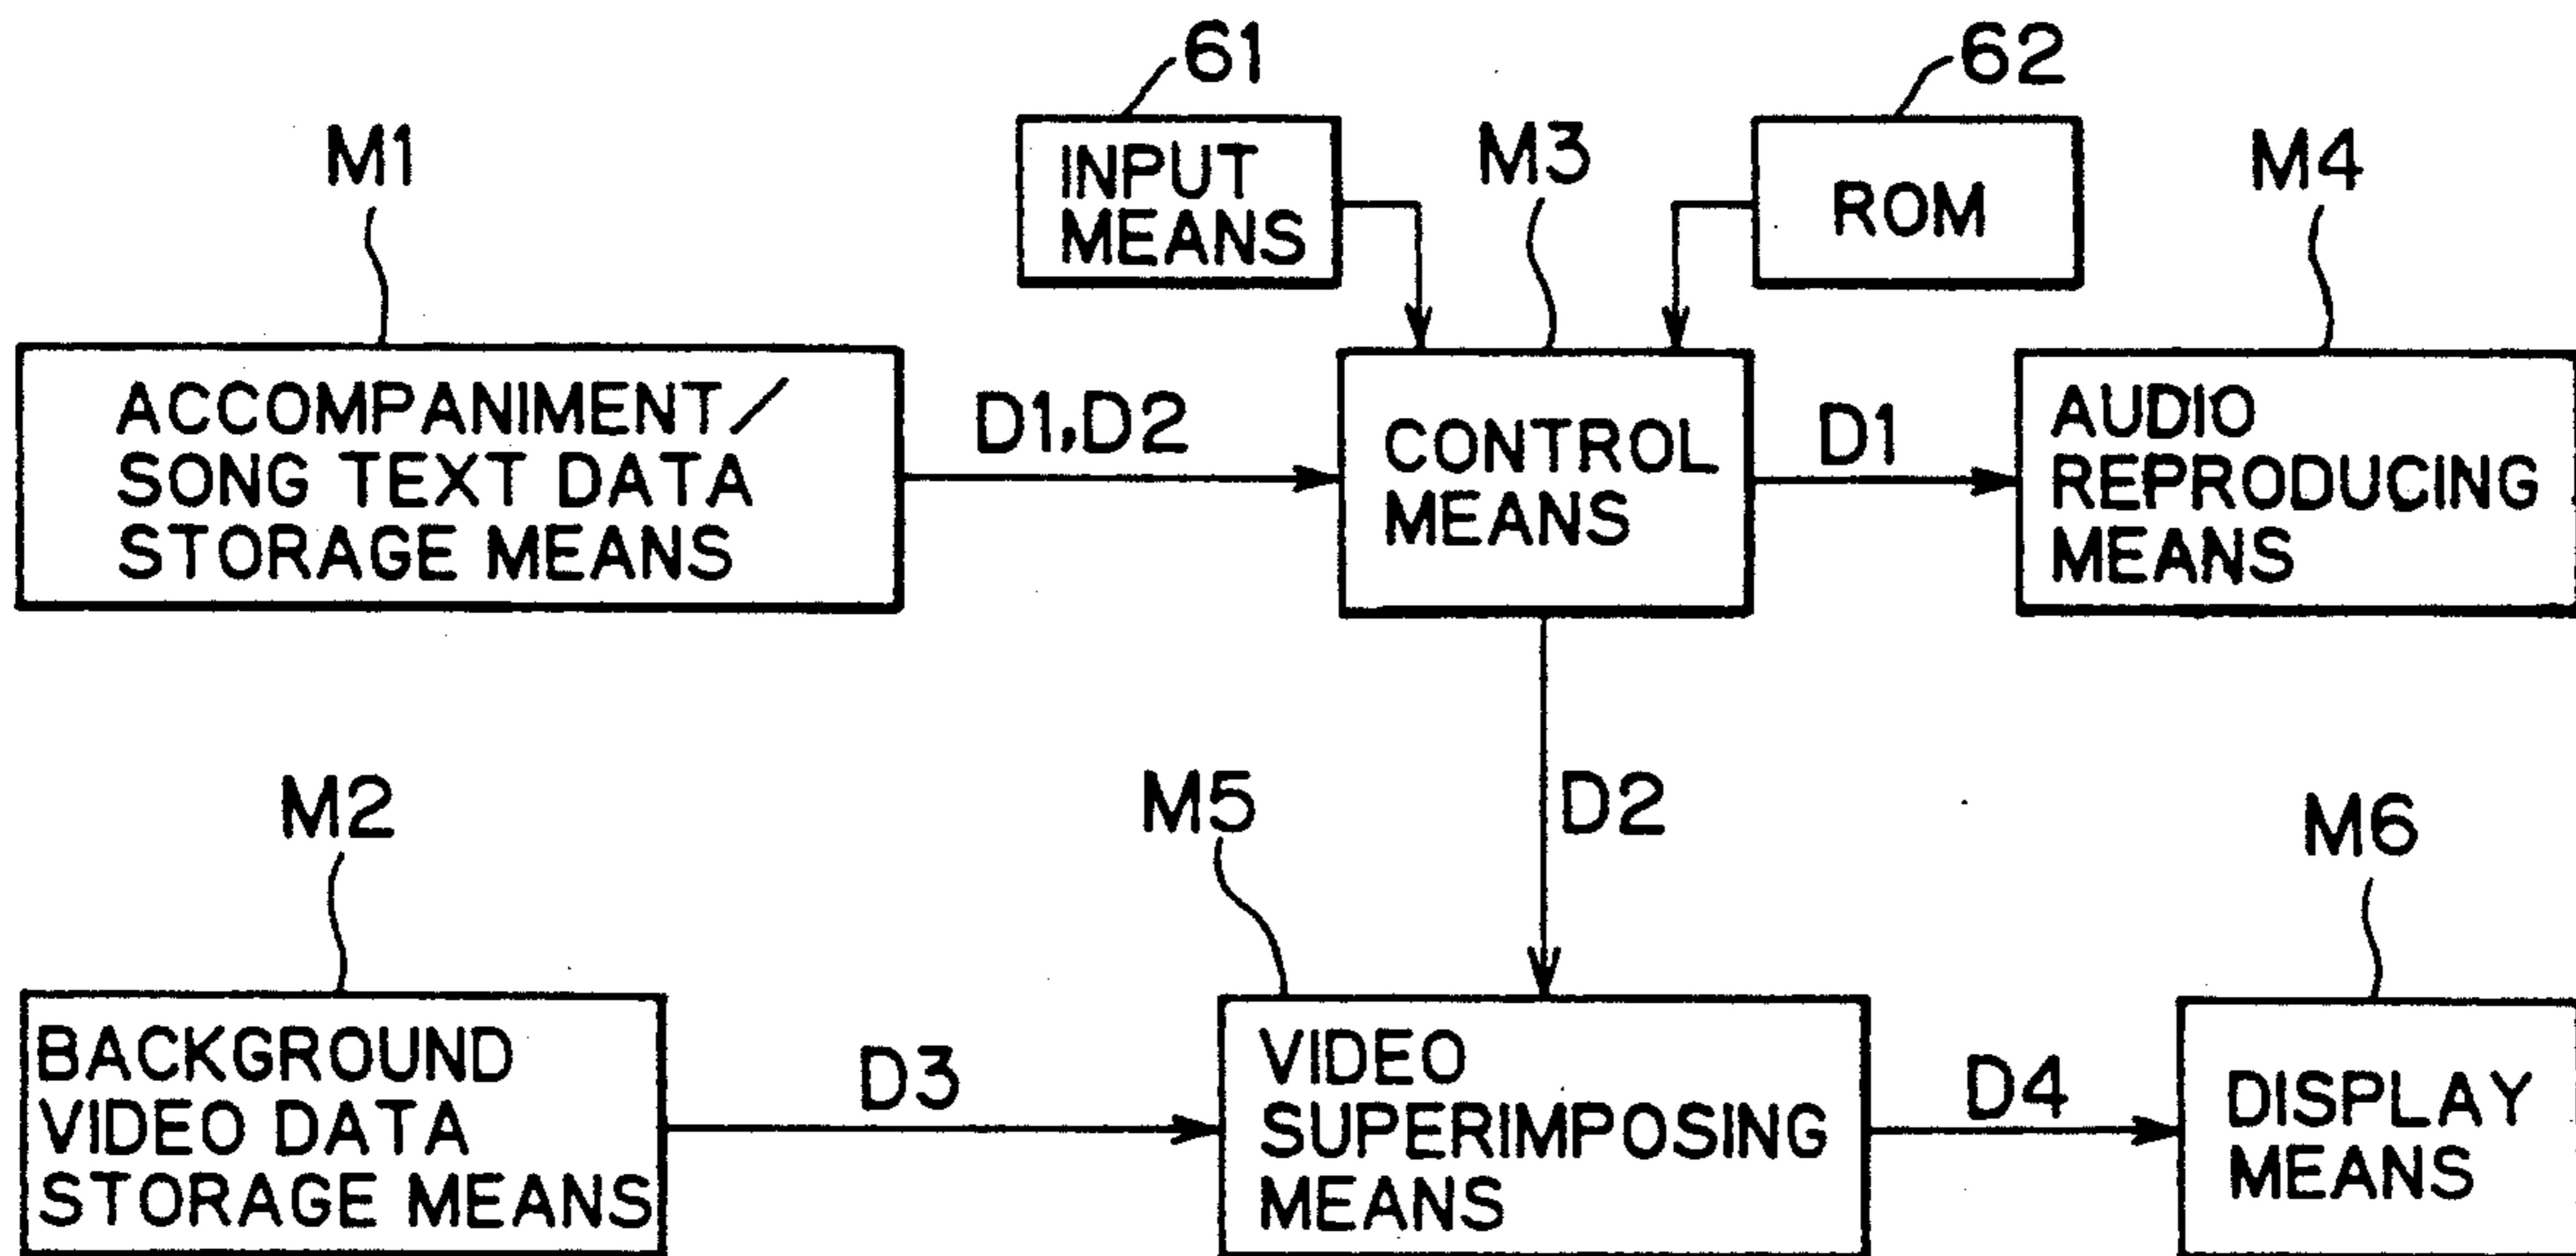 61
62
M1
INPUT
MEANS
M3
ROM
M4
ACCOMPANIMENT/
SONG TEXT DATA
STORAGE MEANS
D1,D2
CONTROL
MEANS
D1
AUDIO
REPRODUCING
MEANS
M2
M5
D2
M6
BACKGROUND
VIDEO DATA
STORAGE MEANS
D3
VIDEO
SUPERIMPOSING
MEANS
D4
DISPLAY
MEANS